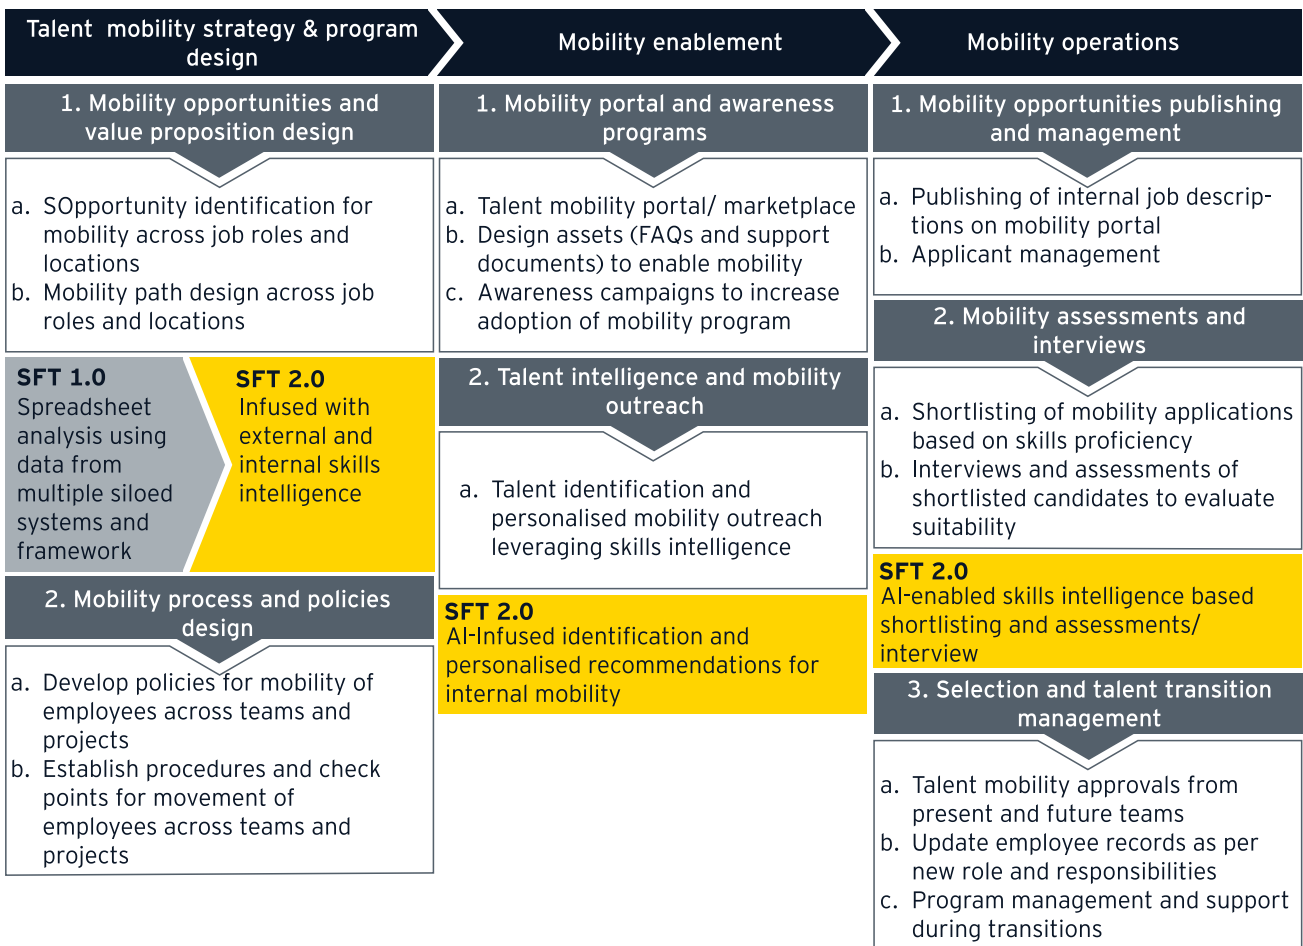 Talent  mobility strategy & program
design
Mobility enablement
Mobility operations
1. Mobility opportunities and
value proposition design
a. SOpportunity identification for
mobility across job roles and
locations
b. Mobility path design across job
roles and locations
SFT 1.0
Spreadsheet
analysis using
data from
multiple siloed
systems and
framework
SFT 2.0
Infused with
external and
internal skills
intelligence
2. Mobility process and policies
design
a. Develop policies for mobility of
employees across teams and
projects
b. Establish procedures and check
points for movement of
employees across teams and
projects
1. Mobility portal and awareness
programs
a. Talent mobility portal/ marketplace
b. Design assets (FAQs and support
documents) to enable mobility
c. Awareness campaigns to increase
adoption of mobility program
2. Talent intelligence and mobility
outreach
a. Talent identification and
personalised mobility outreach
leveraging skills intelligence
SFT 2.0
AI-Infused identification and
personalised recommendations for
internal mobility
1. Mobility opportunities publishing
and management
a. Publishing of internal job descrip-
tions on mobility portal
b. Applicant management
2. Mobility assessments and
interviews
a. Shortlisting of mobility applications
based on skills proficiency
b. Interviews and assessments of
shortlisted candidates to evaluate
suitability
SFT 2.0
AI-enabled skills intelligence based
shortlisting and assessments/
interview
3. Selection and talent transition
management
a. Talent mobility approvals from
present and future teams
b. Update employee records as per
new role and responsibilities
c. Program management and support
during transitions